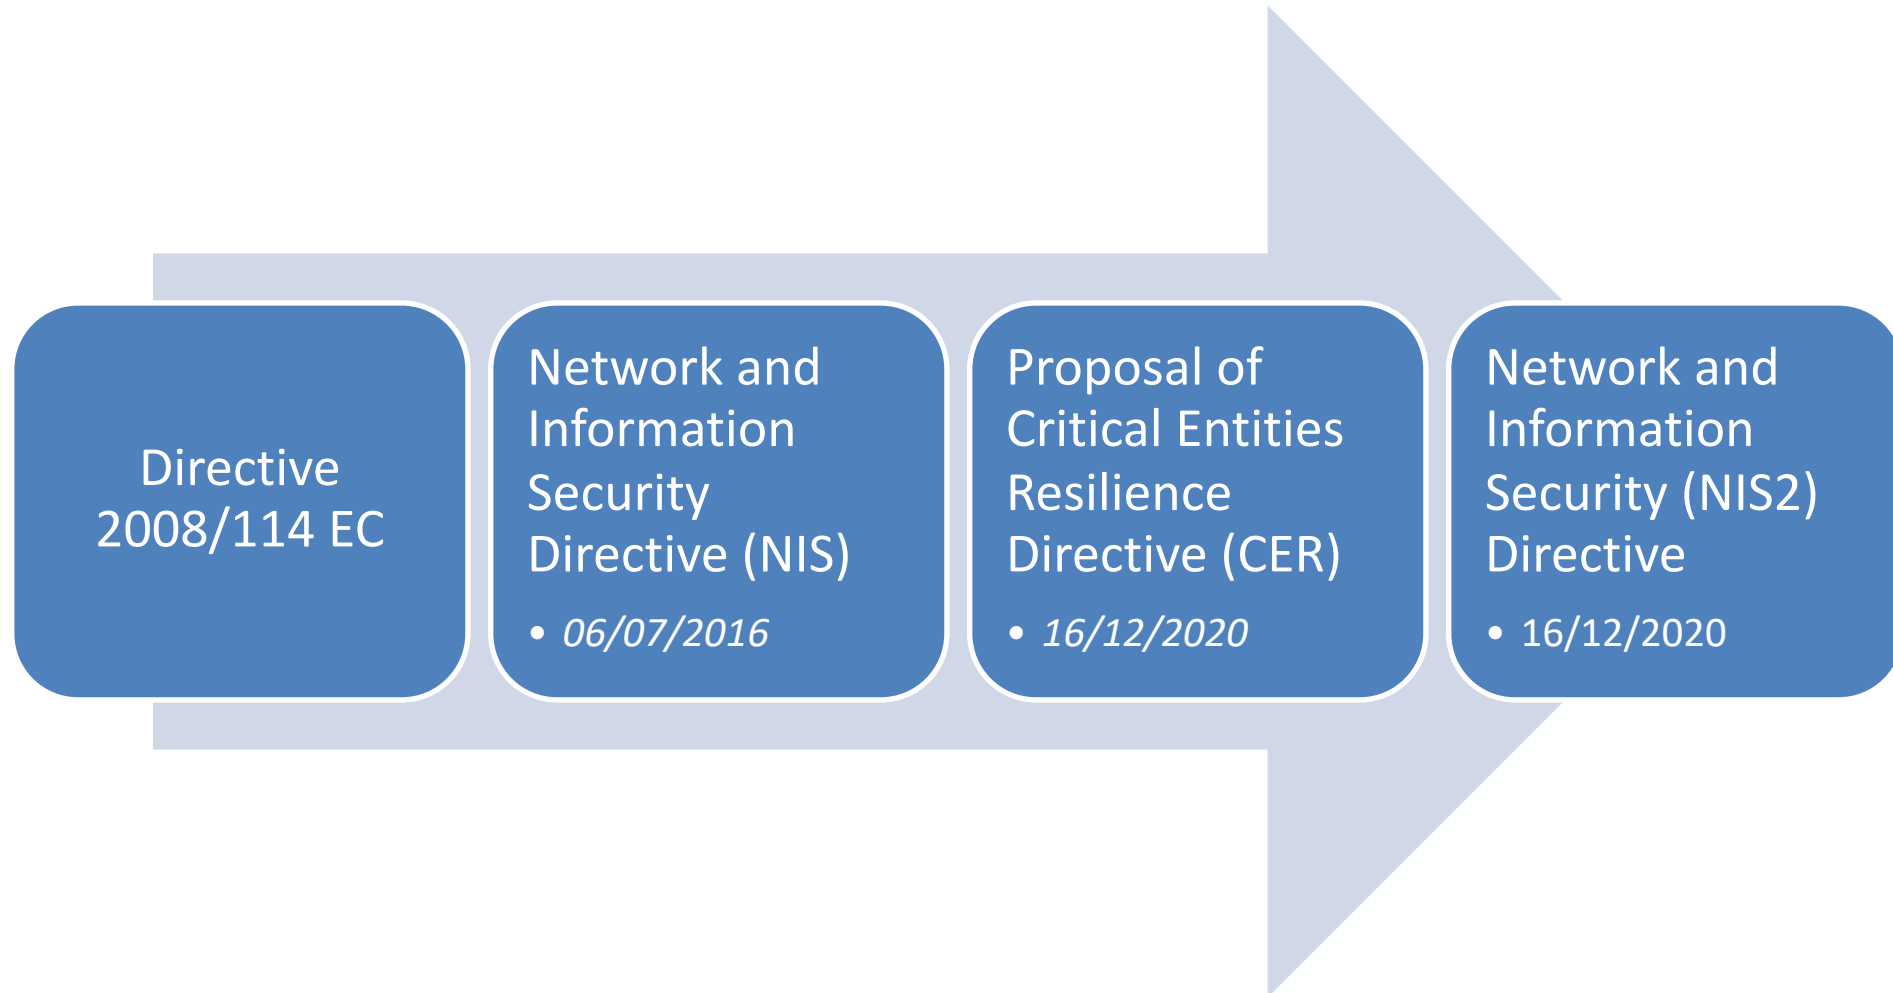 Directive
2008/114 EC
Network and
Information
Security
Directive (NIS)
• 06/07/2016
Proposal of
Critical Entities
Resilience
Directive (CER)
• 16/12/2020
Network and
Information
Security (NIS2)
Directive
• 16/12/2020